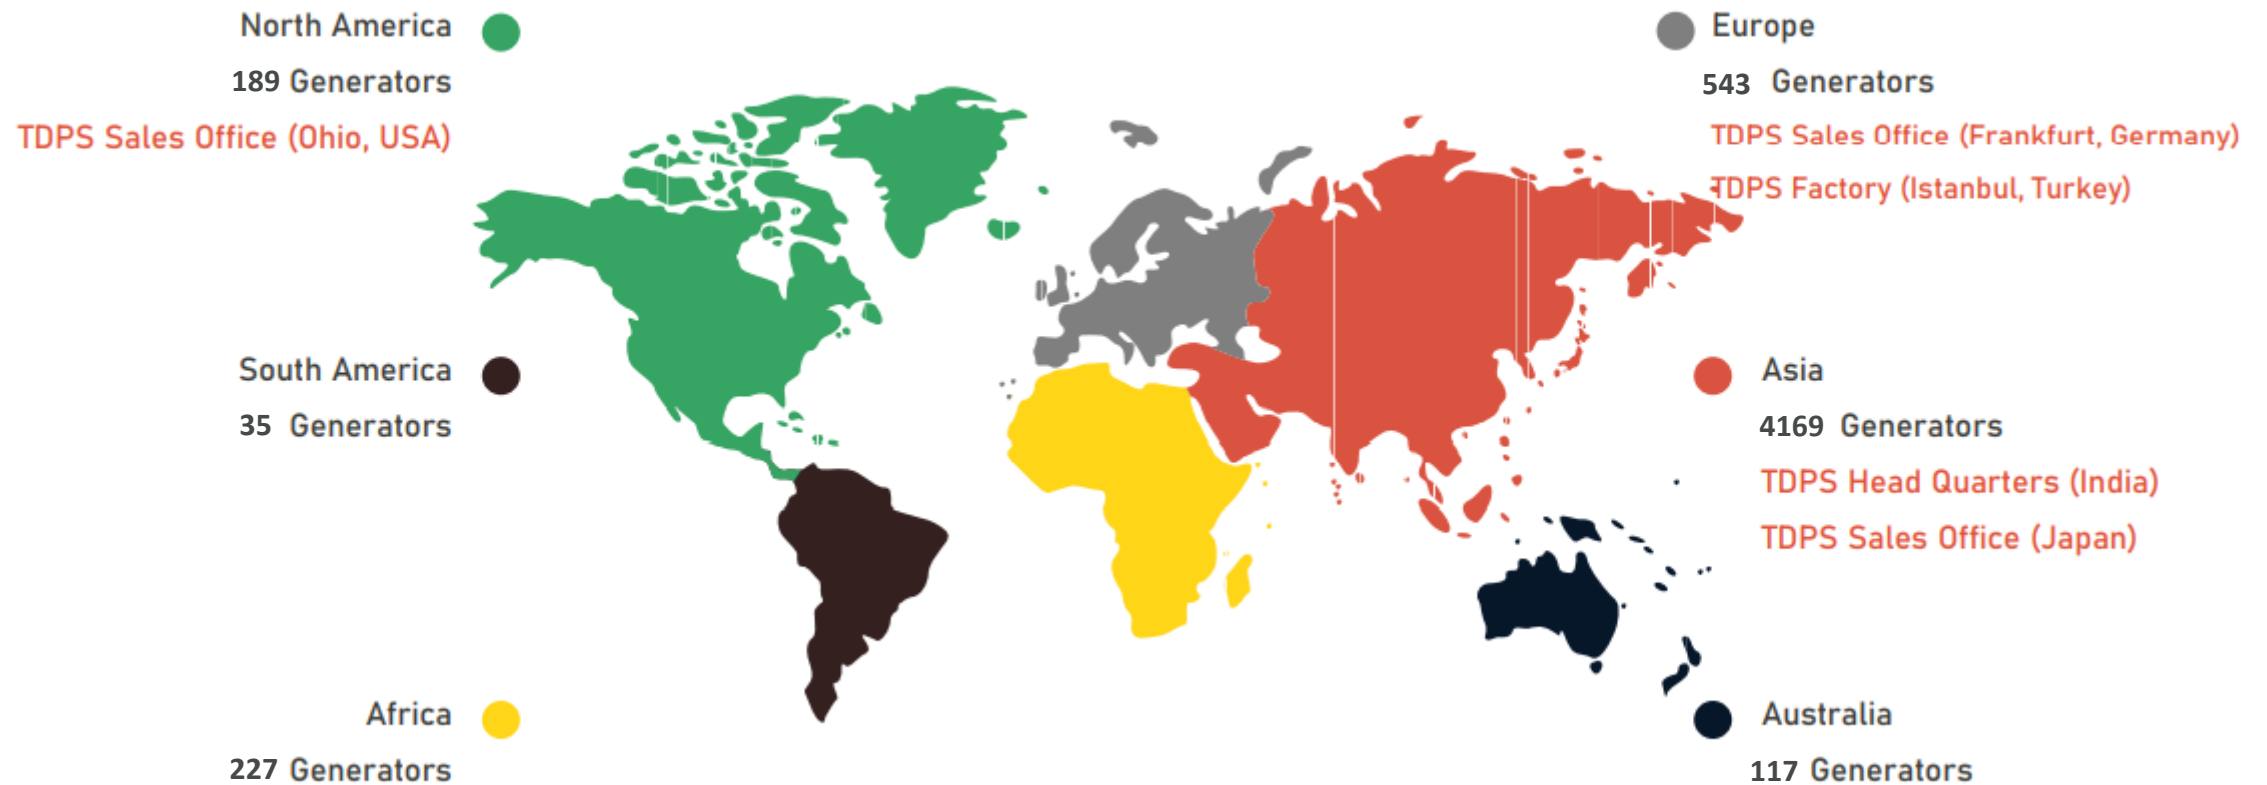 North America
189 Generators
TDPS Sales Office (Ohio, USA)
South America
35 Generators
Africa
227 Generators
Europe
543 Generators
TDPS Sales Office (Frankfurt, Germany)
TDPS Factory (Istanbul, Turkey)
Asia
4169 Generators
TDPS Head Quarters (India)
TDPS Sales Office (Japan)
Australia
117 Generators